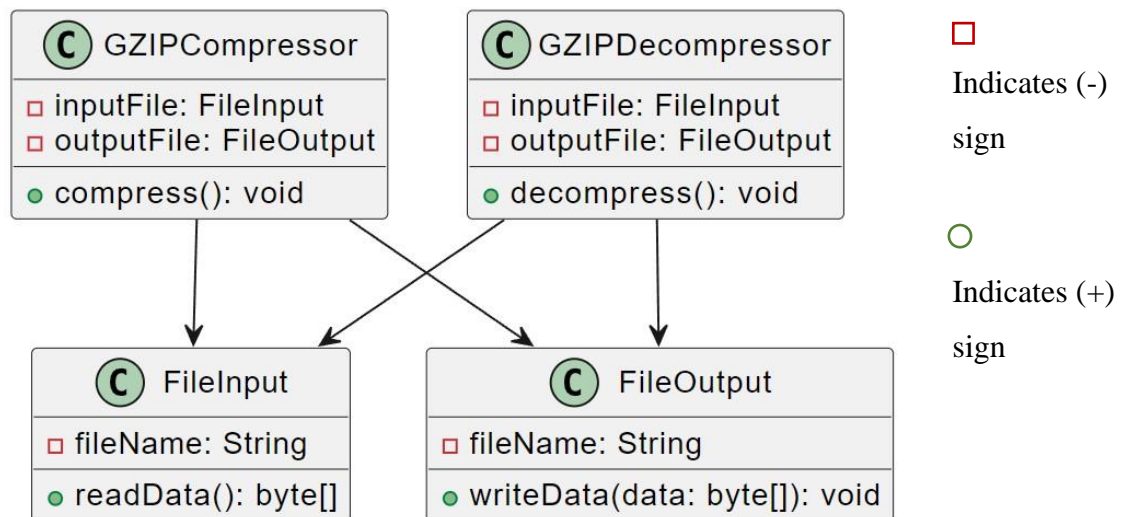 C GZIPCompressor
inputFile: FileInput
outputFile: FileOutput
compress(): void
C GZIPDecompressor
inputFile: FileInput
outputFile: FileOutput
decompress(): void
Indicates (-)
sign
Indicates (+)
sign
C FileInput
fileName: String
readData(): byte[]
C FileOutput
fileName: String
writeData(data: byte[]): void